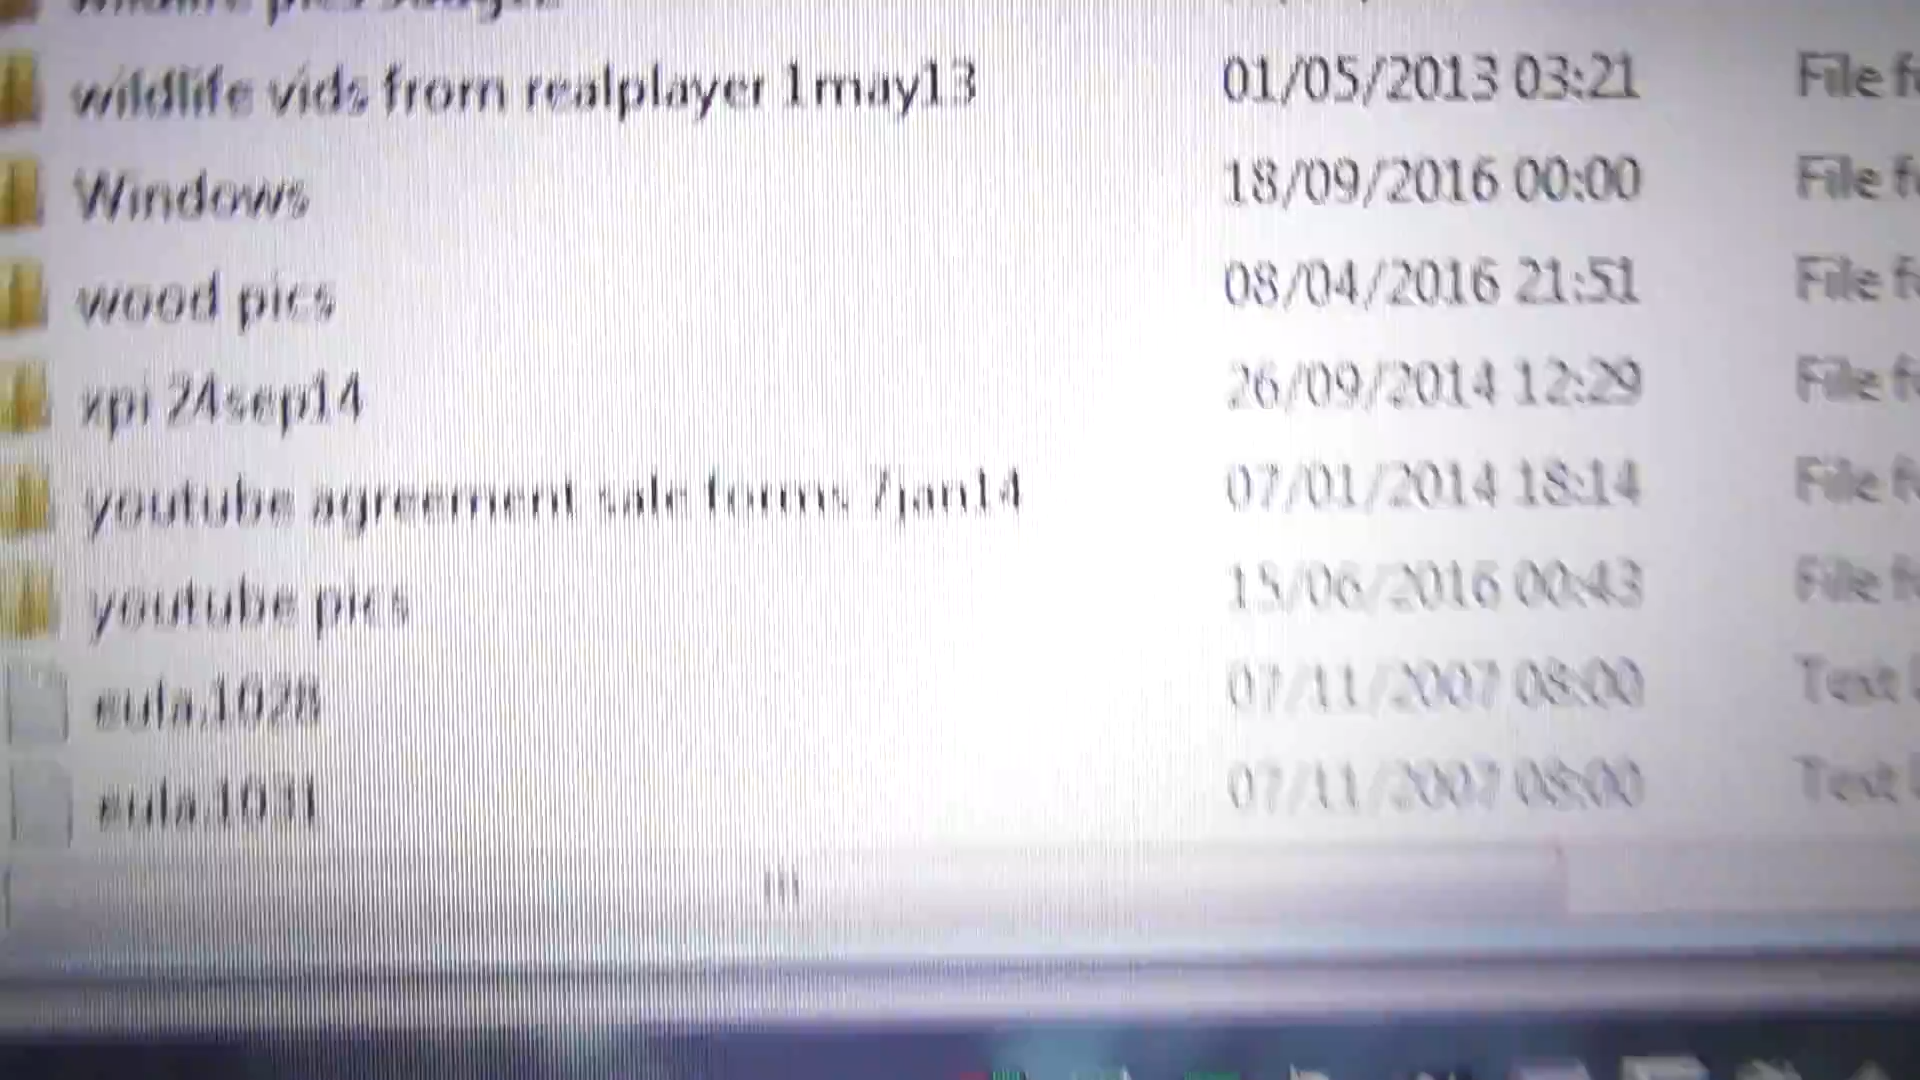 wildlife pics
wildlife vids from realplayer 1may13 01/05/2013 03:21 File
Windows 18/09/2016 00:00 File
wood pics 08/04/2016 21:51 File
xpi 24sep14 26/09/2014 12:29 File
youtube agreement sale forms 7jan14 07/01/2014 18:14 File
youtube pics 15/06/2016 00:43 File
eula.1028 07/11/2007 08:00 Text
eula.1031 07/11/2007 08:00 Text